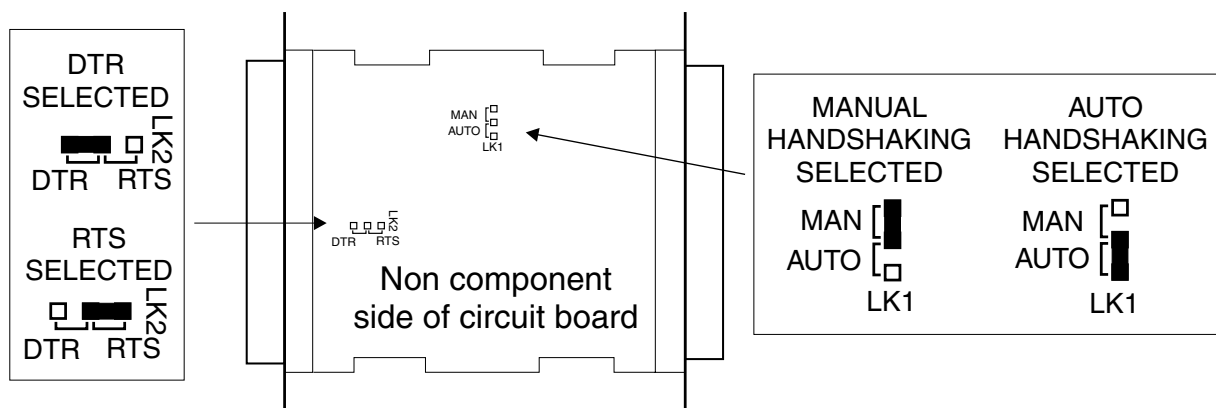 DTR
SELECTED
LK2
DTR RTS
RTS
SELECTED
LK2
DTR RTS
MAN
AUTO
LK1
LK2
DTR RTS
Non component
side of circuit board
MANUAL
HANDSHAKING
SELECTED
MAN
AUTO
LK1
AUTO
HANDSHAKING
SELECTED
MAN
AUTO
LK1